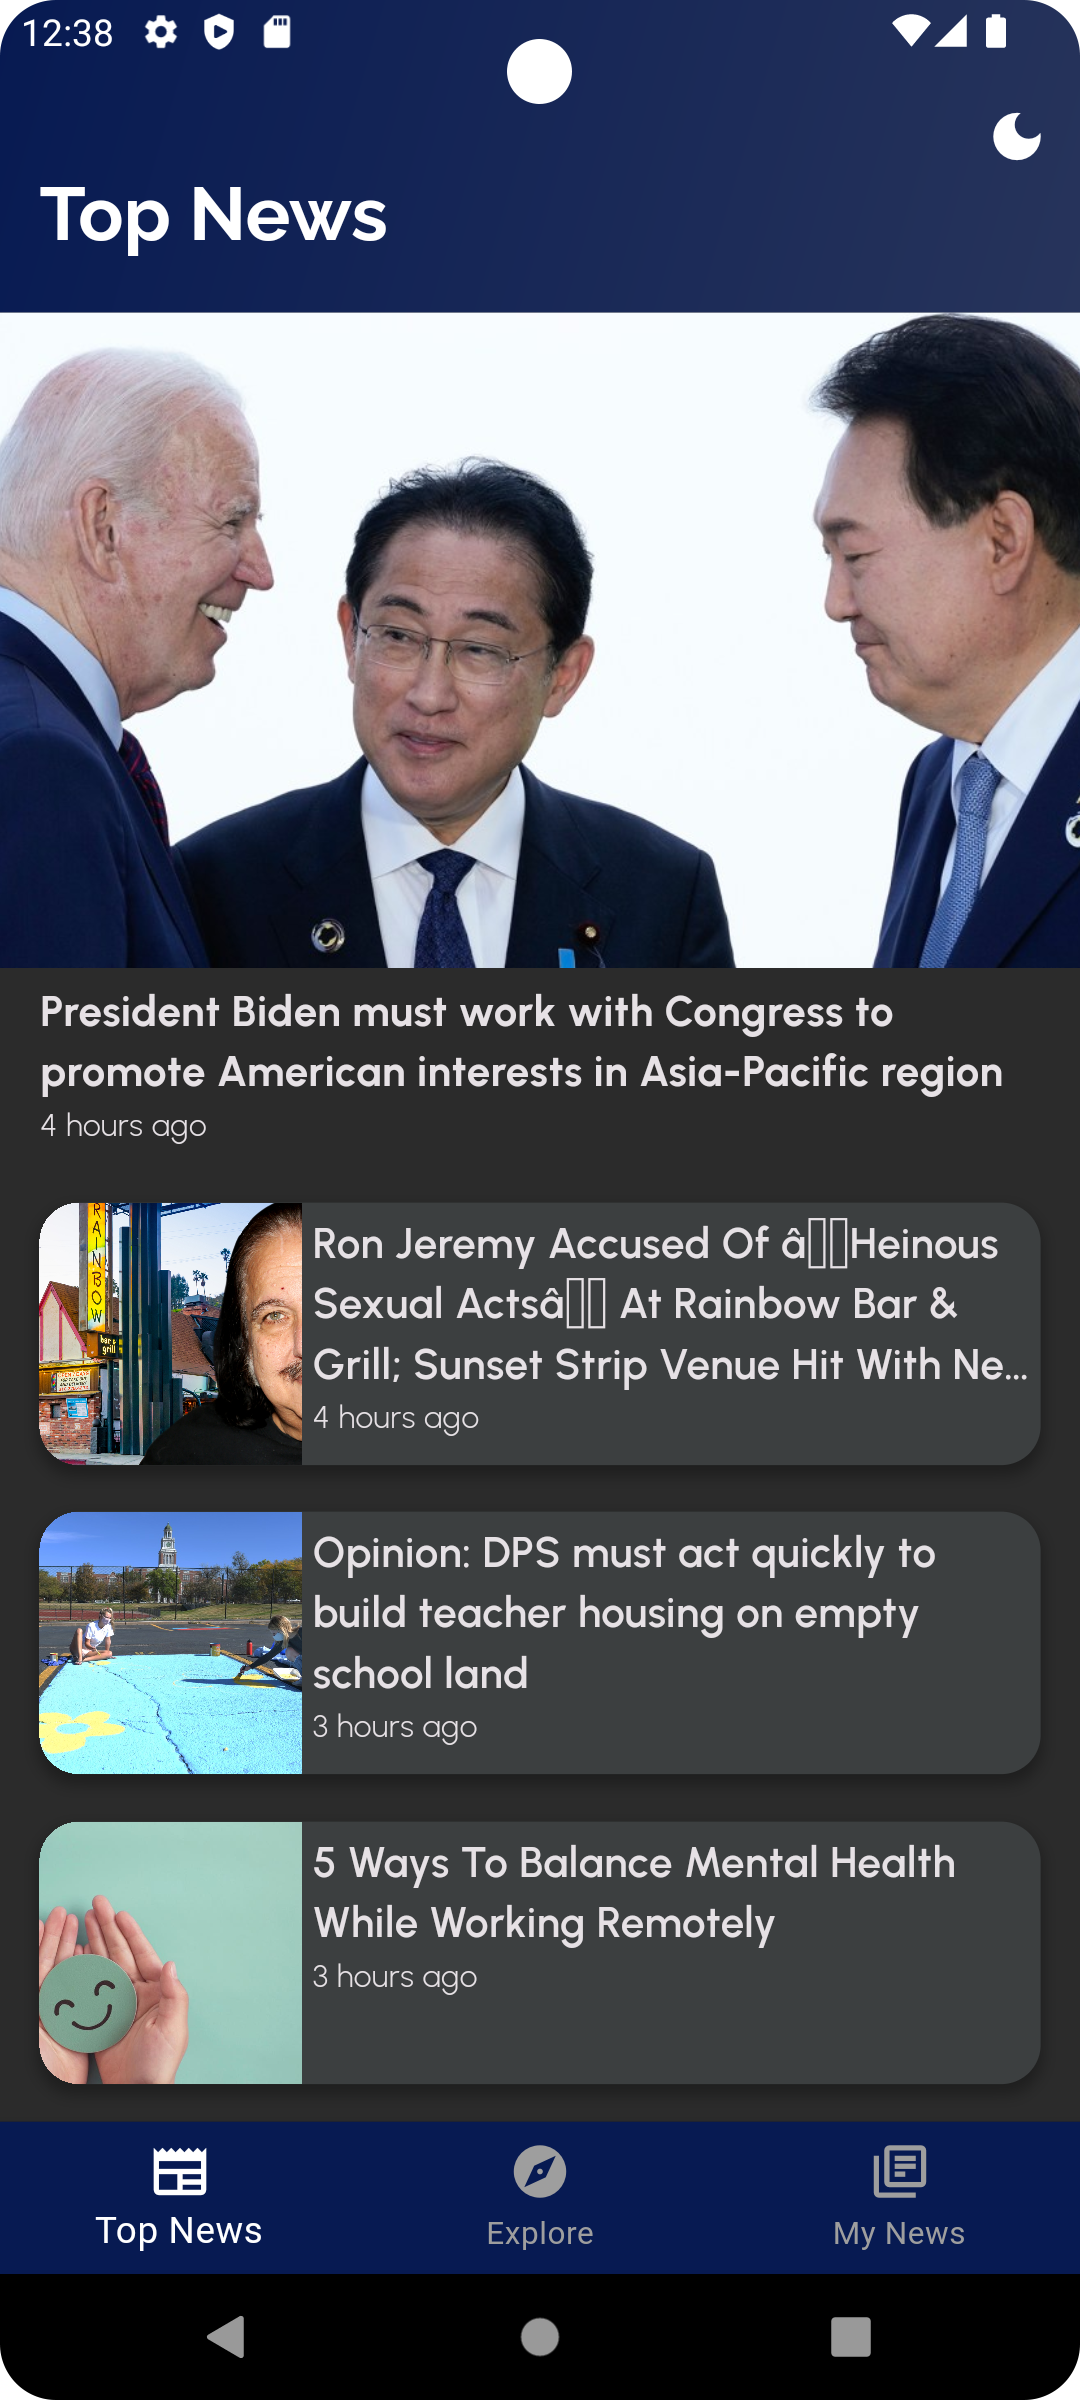 12:38
Top News
President Biden must work with Congress to
promote American interests in Asia-Pacific region
4 hours ago
RAINBOW
bar &
grill
Ron Jeremy Accused Of â▯▯Heinous
Sexual Actsâ▯▯ At Rainbow Bar &
Grill; Sunset Strip Venue Hit With Ne...
4 hours ago
Opinion: DPS must act quickly to
build teacher housing on empty
school land
3 hours ago
5 Ways To Balance Mental Health
While Working Remotely
3 hours ago
Top News
Explore
My News